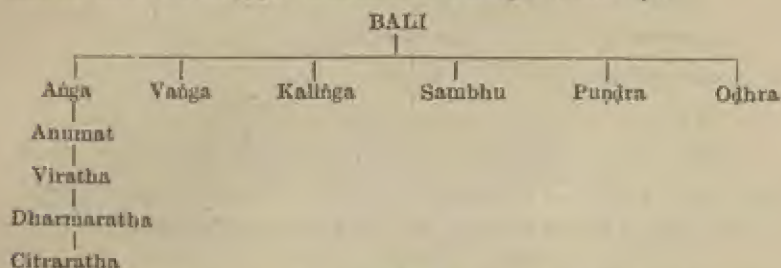 BALI
Aṅga Vaṅga Kaliṅga Sambhu Puṇḍra Oḍhra
Anumat
Viratha
Dharmaratha
Citraratha